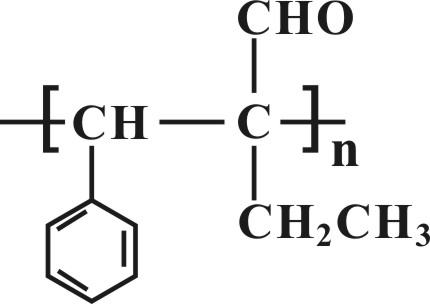 CHO
[CH — C]n
CH₂CH₃